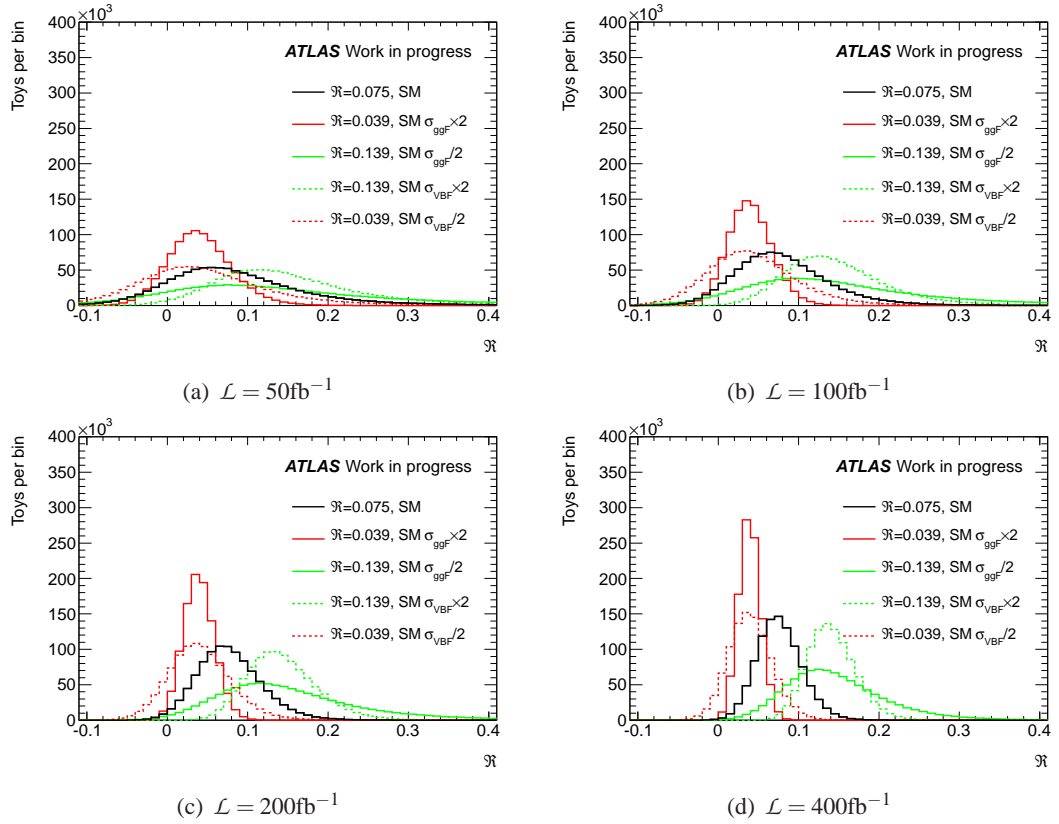 ×10³
400
350
300
250
200
150
100
50
0
Toys per bin
ATLAS Work in progress
ℜ=0.075, SM
ℜ=0.039, SM σggF×2
ℜ=0.139, SM σggF/2
ℜ=0.139, SM σVBF×2
ℜ=0.039, SM σVBF/2
-0.1 0 0.1 0.2 0.3 0.4
ℜ
(a) ℒ = 50fb⁻¹
×10³
400
350
300
250
200
150
100
50
0
Toys per bin
ATLAS Work in progress
ℜ=0.075, SM
ℜ=0.039, SM σggF×2
ℜ=0.139, SM σggF/2
ℜ=0.139, SM σVBF×2
ℜ=0.039, SM σVBF/2
-0.1 0 0.1 0.2 0.3 0.4
ℜ
(b) ℒ = 100fb⁻¹
×10³
400
350
300
250
200
150
100
50
0
Toys per bin
ATLAS Work in progress
ℜ=0.075, SM
ℜ=0.039, SM σggF×2
ℜ=0.139, SM σggF/2
ℜ=0.139, SM σVBF×2
ℜ=0.039, SM σVBF/2
-0.1 0 0.1 0.2 0.3 0.4
ℜ
(c) ℒ = 200fb⁻¹
×10³
400
350
300
250
200
150
100
50
0
Toys per bin
ATLAS Work in progress
ℜ=0.075, SM
ℜ=0.039, SM σggF×2
ℜ=0.139, SM σggF/2
ℜ=0.139, SM σVBF×2
ℜ=0.039, SM σVBF/2
-0.1 0 0.1 0.2 0.3 0.4
ℜ
(d) ℒ = 400fb⁻¹